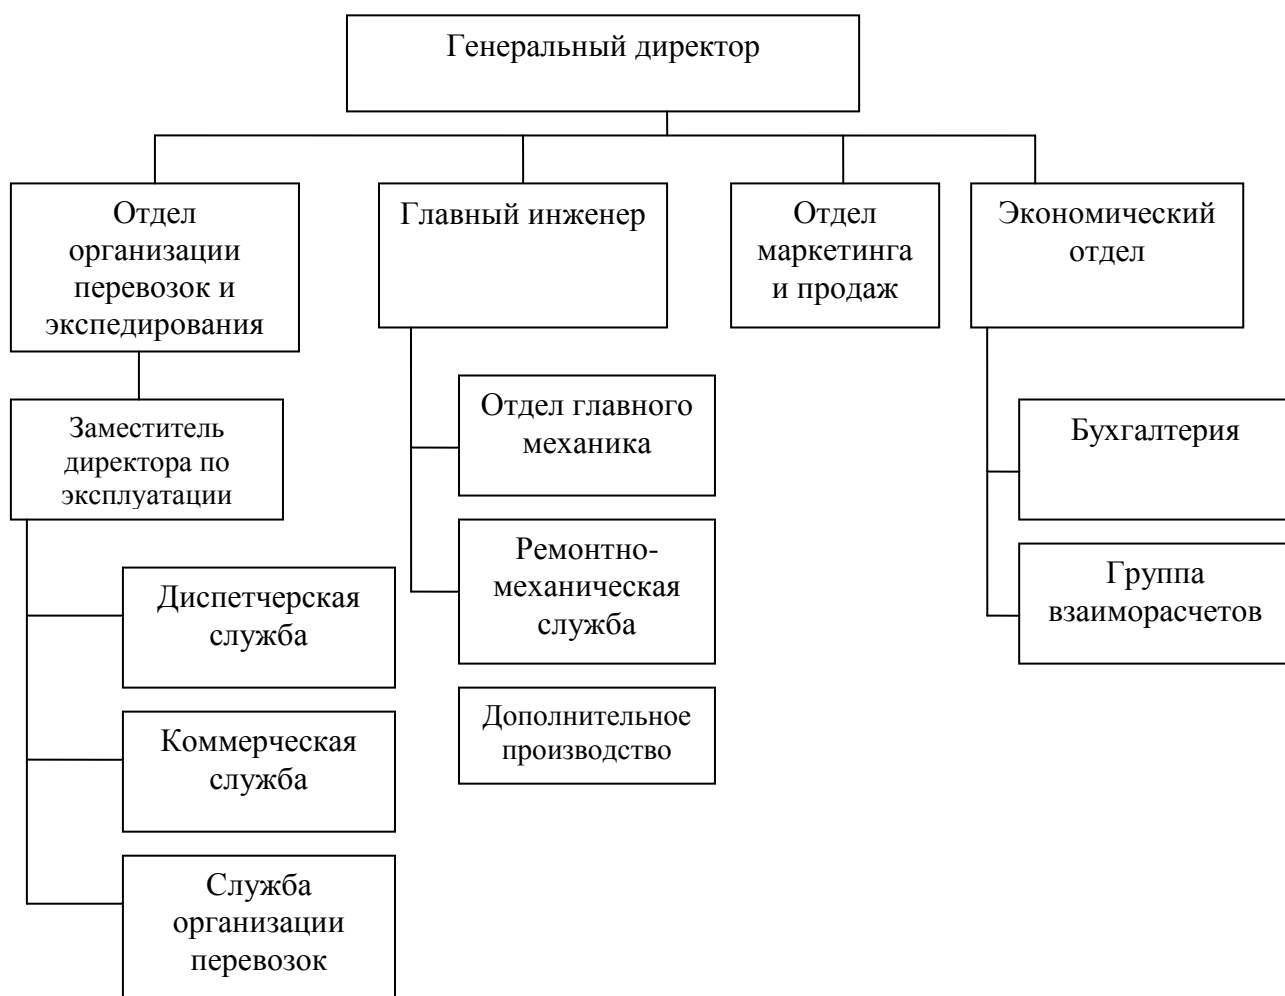 Генеральный директор
Отдел
организации
перевозок и
экспедирования
Главный инженер
Отдел
маркетинга
и продаж
Экономический
отдел
Заместитель
директора по
эксплуатации
Отдел главного
механика
Бухгалтерия
Ремонтно-
механическая
служба
Группа
взаиморасчетов
Диспетчерская
служба
Дополнительное
производство
Коммерческая
служба
Служба
организации
перевозок